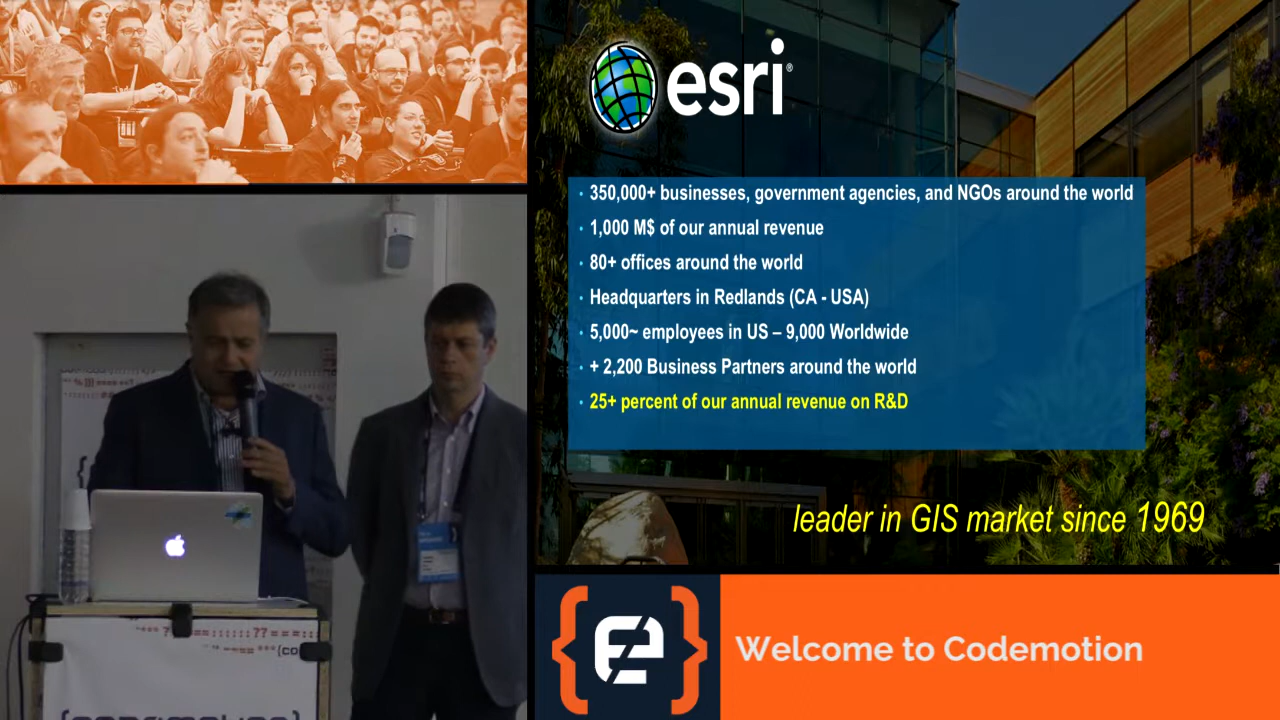 esri
350,000+ businesses, government agencies, and NGOs around the world
1,000 M$ of our annual revenue
80+ offices around the world
Headquarters in Redlands (CA - USA)
5,000~ employees in US – 9,000 Worldwide
+ 2,200 Business Partners around the world
25+ percent of our annual revenue on R&D
leader in GIS market since 1969
Welcome to Codemotion